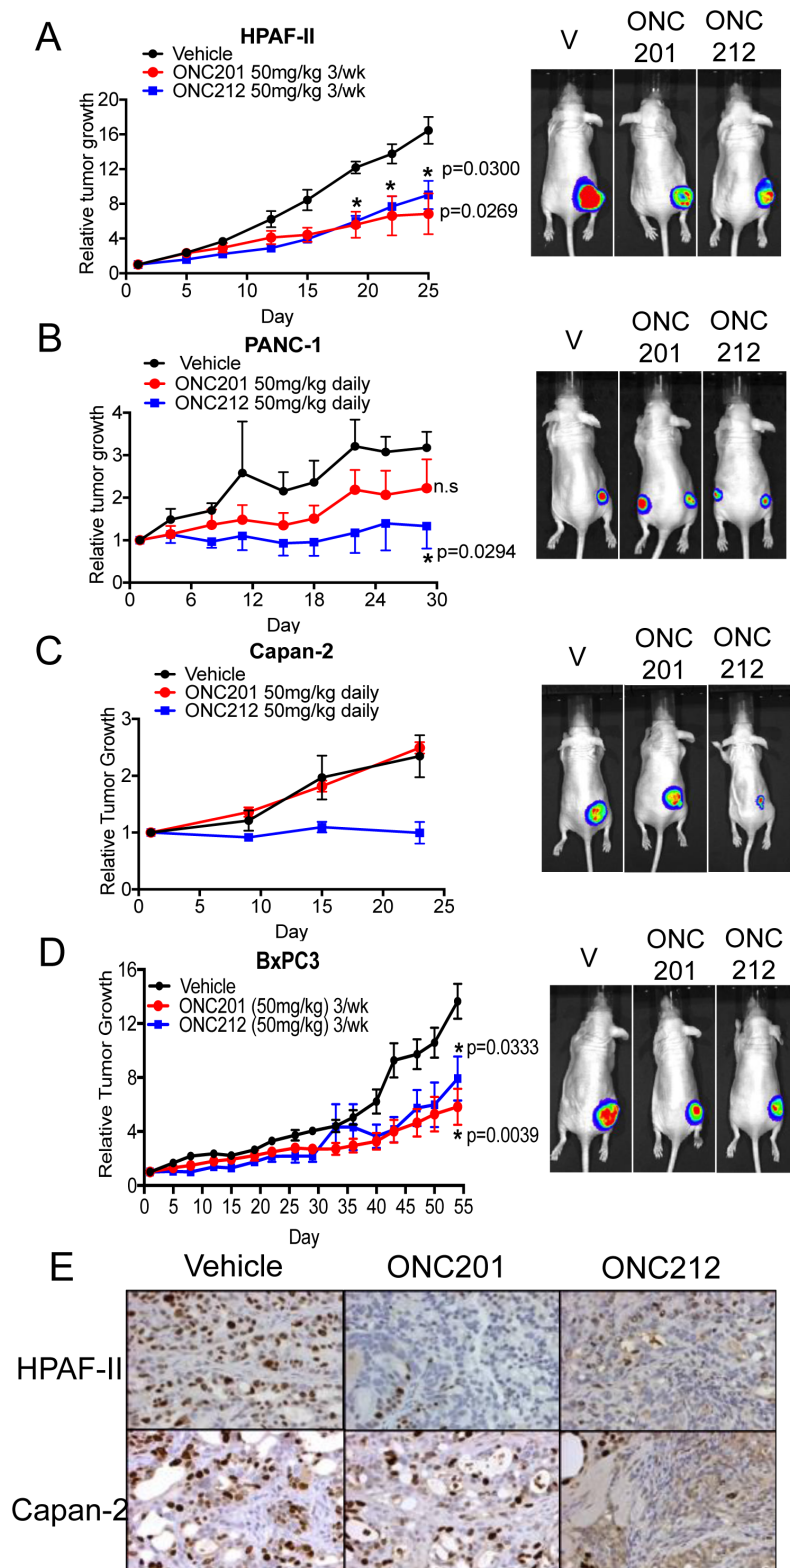 A
HPAF-II
Vehicle
ONC201 50mg/kg 3/wk
ONC212 50mg/kg 3/wk
Relative tumor growth
20
16
12
8
4
0
0 5 10 15 20 25
Day
* * *
p=0.0300
p=0.0269
V ONC 201 ONC 212
B
PANC-1
Vehicle
ONC201 50mg/kg daily
ONC212 50mg/kg daily
Relative tumor growth
4
3
2
1
0
0 6 12 18 24 30
Day
n.s
* p=0.0294
V ONC 201 ONC 212
C
Capan-2
Vehicle
ONC201 50mg/kg daily
ONC212 50mg/kg daily
Relative Tumor Growth
3
2
1
0
0 5 10 15 20 25
Day
V ONC 201 ONC 212
D
BxPC3
Vehicle
ONC201 (50mg/kg) 3/wk
ONC212 (50mg/kg) 3/wk
Relative Tumor Growth
16
12
8
4
0
0 5 10 15 20 25 30 35 40 45 50 55
Day
* p=0.0333
* p=0.0039
V ONC 201 ONC 212
E
Vehicle ONC201 ONC212
HPAF-II
Capan-2